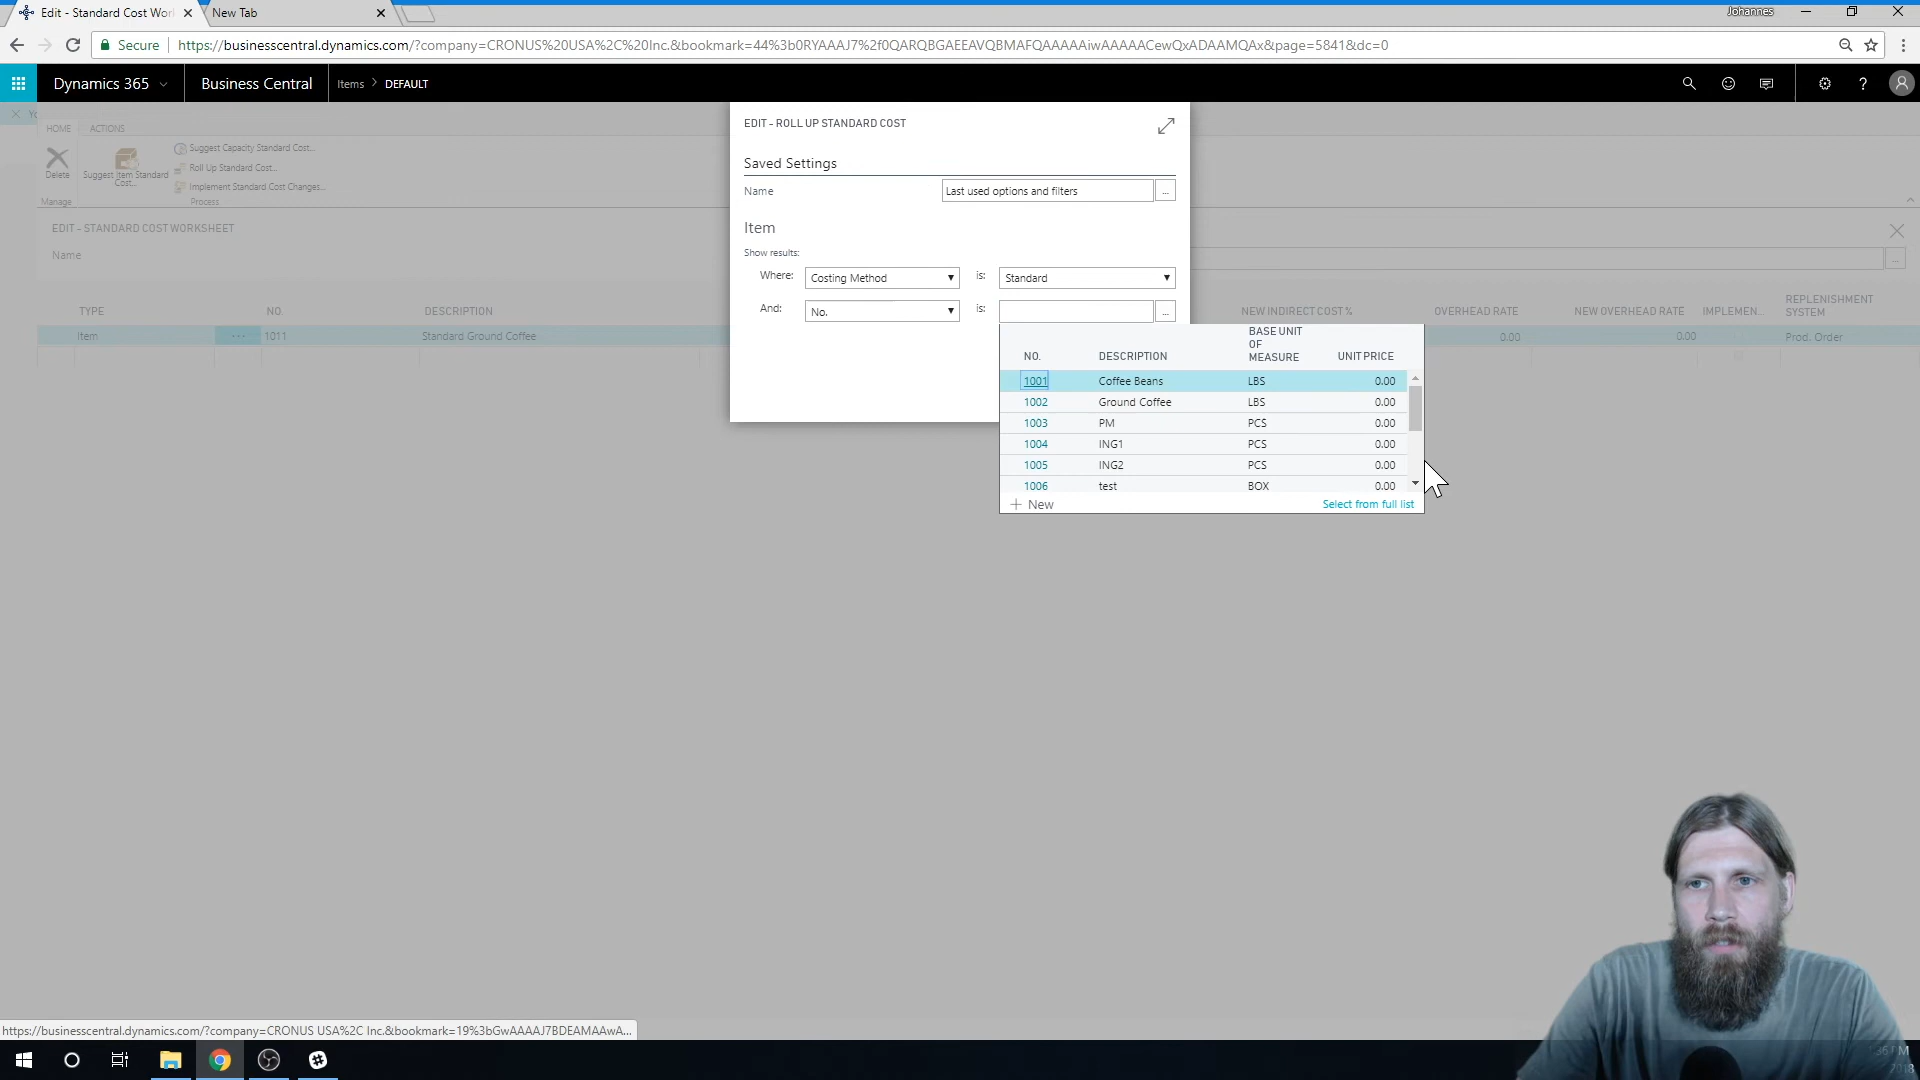 Edit - Standard Cost Wor
New Tab
Johannes
Secure
https://businesscentral.dynamics.com/?company=CRONUS%20USA%2C%20Inc.&bookmark=44%3b0RYAAAJ7%2f0QARQBGAEEAVQBMAFQAAAAAiwAAAAACewQxADAAMQAx&page=5841&dc=0
Dynamics 365
Business Central
Items > DEFAULT
HOME
ACTIONS
Delete
Suggest Item Standard Cost...
Suggest Capacity Standard Cost...
Roll Up Standard Cost...
Implement Standard Cost Changes...
Manage
Process
EDIT - STANDARD COST WORKSHEET
Name
TYPE
NO.
DESCRIPTION
NEW INDIRECT COST %
OVERHEAD RATE
NEW OVERHEAD RATE
IMPLEMEN...
REPLENISHMENT SYSTEM
Item
1011
Standard Ground Coffee
0.00
0.00
Prod. Order
EDIT - ROLL UP STANDARD COST
Saved Settings
Name
Last used options and filters
...
Item
Show results:
Where:
Costing Method
is:
Standard
And:
No.
is:
...
NO.
DESCRIPTION
BASE UNIT OF MEASURE
UNIT PRICE
1001 Coffee Beans LBS 0.00
1002 Ground Coffee LBS 0.00
1003 PM PCS 0.00
1004 ING1 PCS 0.00
1005 ING2 PCS 0.00
1006 test BOX 0.00
+ New
Select from full list
https://businesscentral.dynamics.com/?company=CRONUS USA%2C Inc.&bookmark=19%3bGwAAAAJ7BDEAMAAwA...